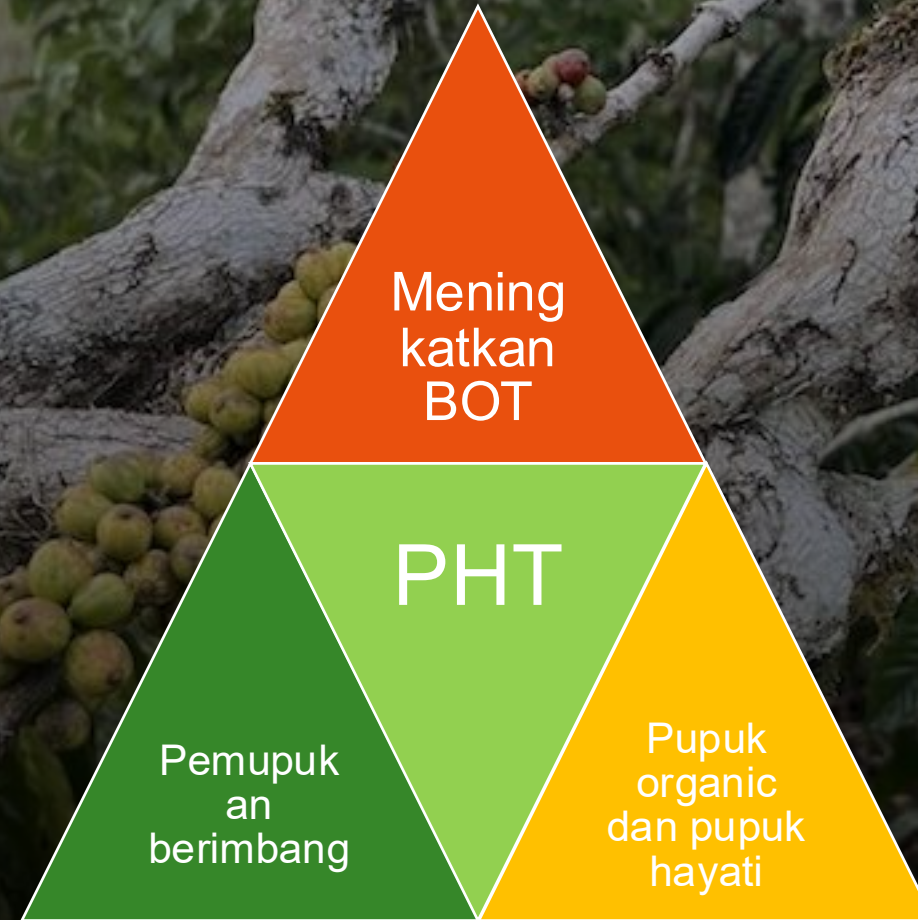 Mening
katkan
BOT
PHT
Pemupuk
an
berimbang
Pupuk
organic
dan pupuk
hayati